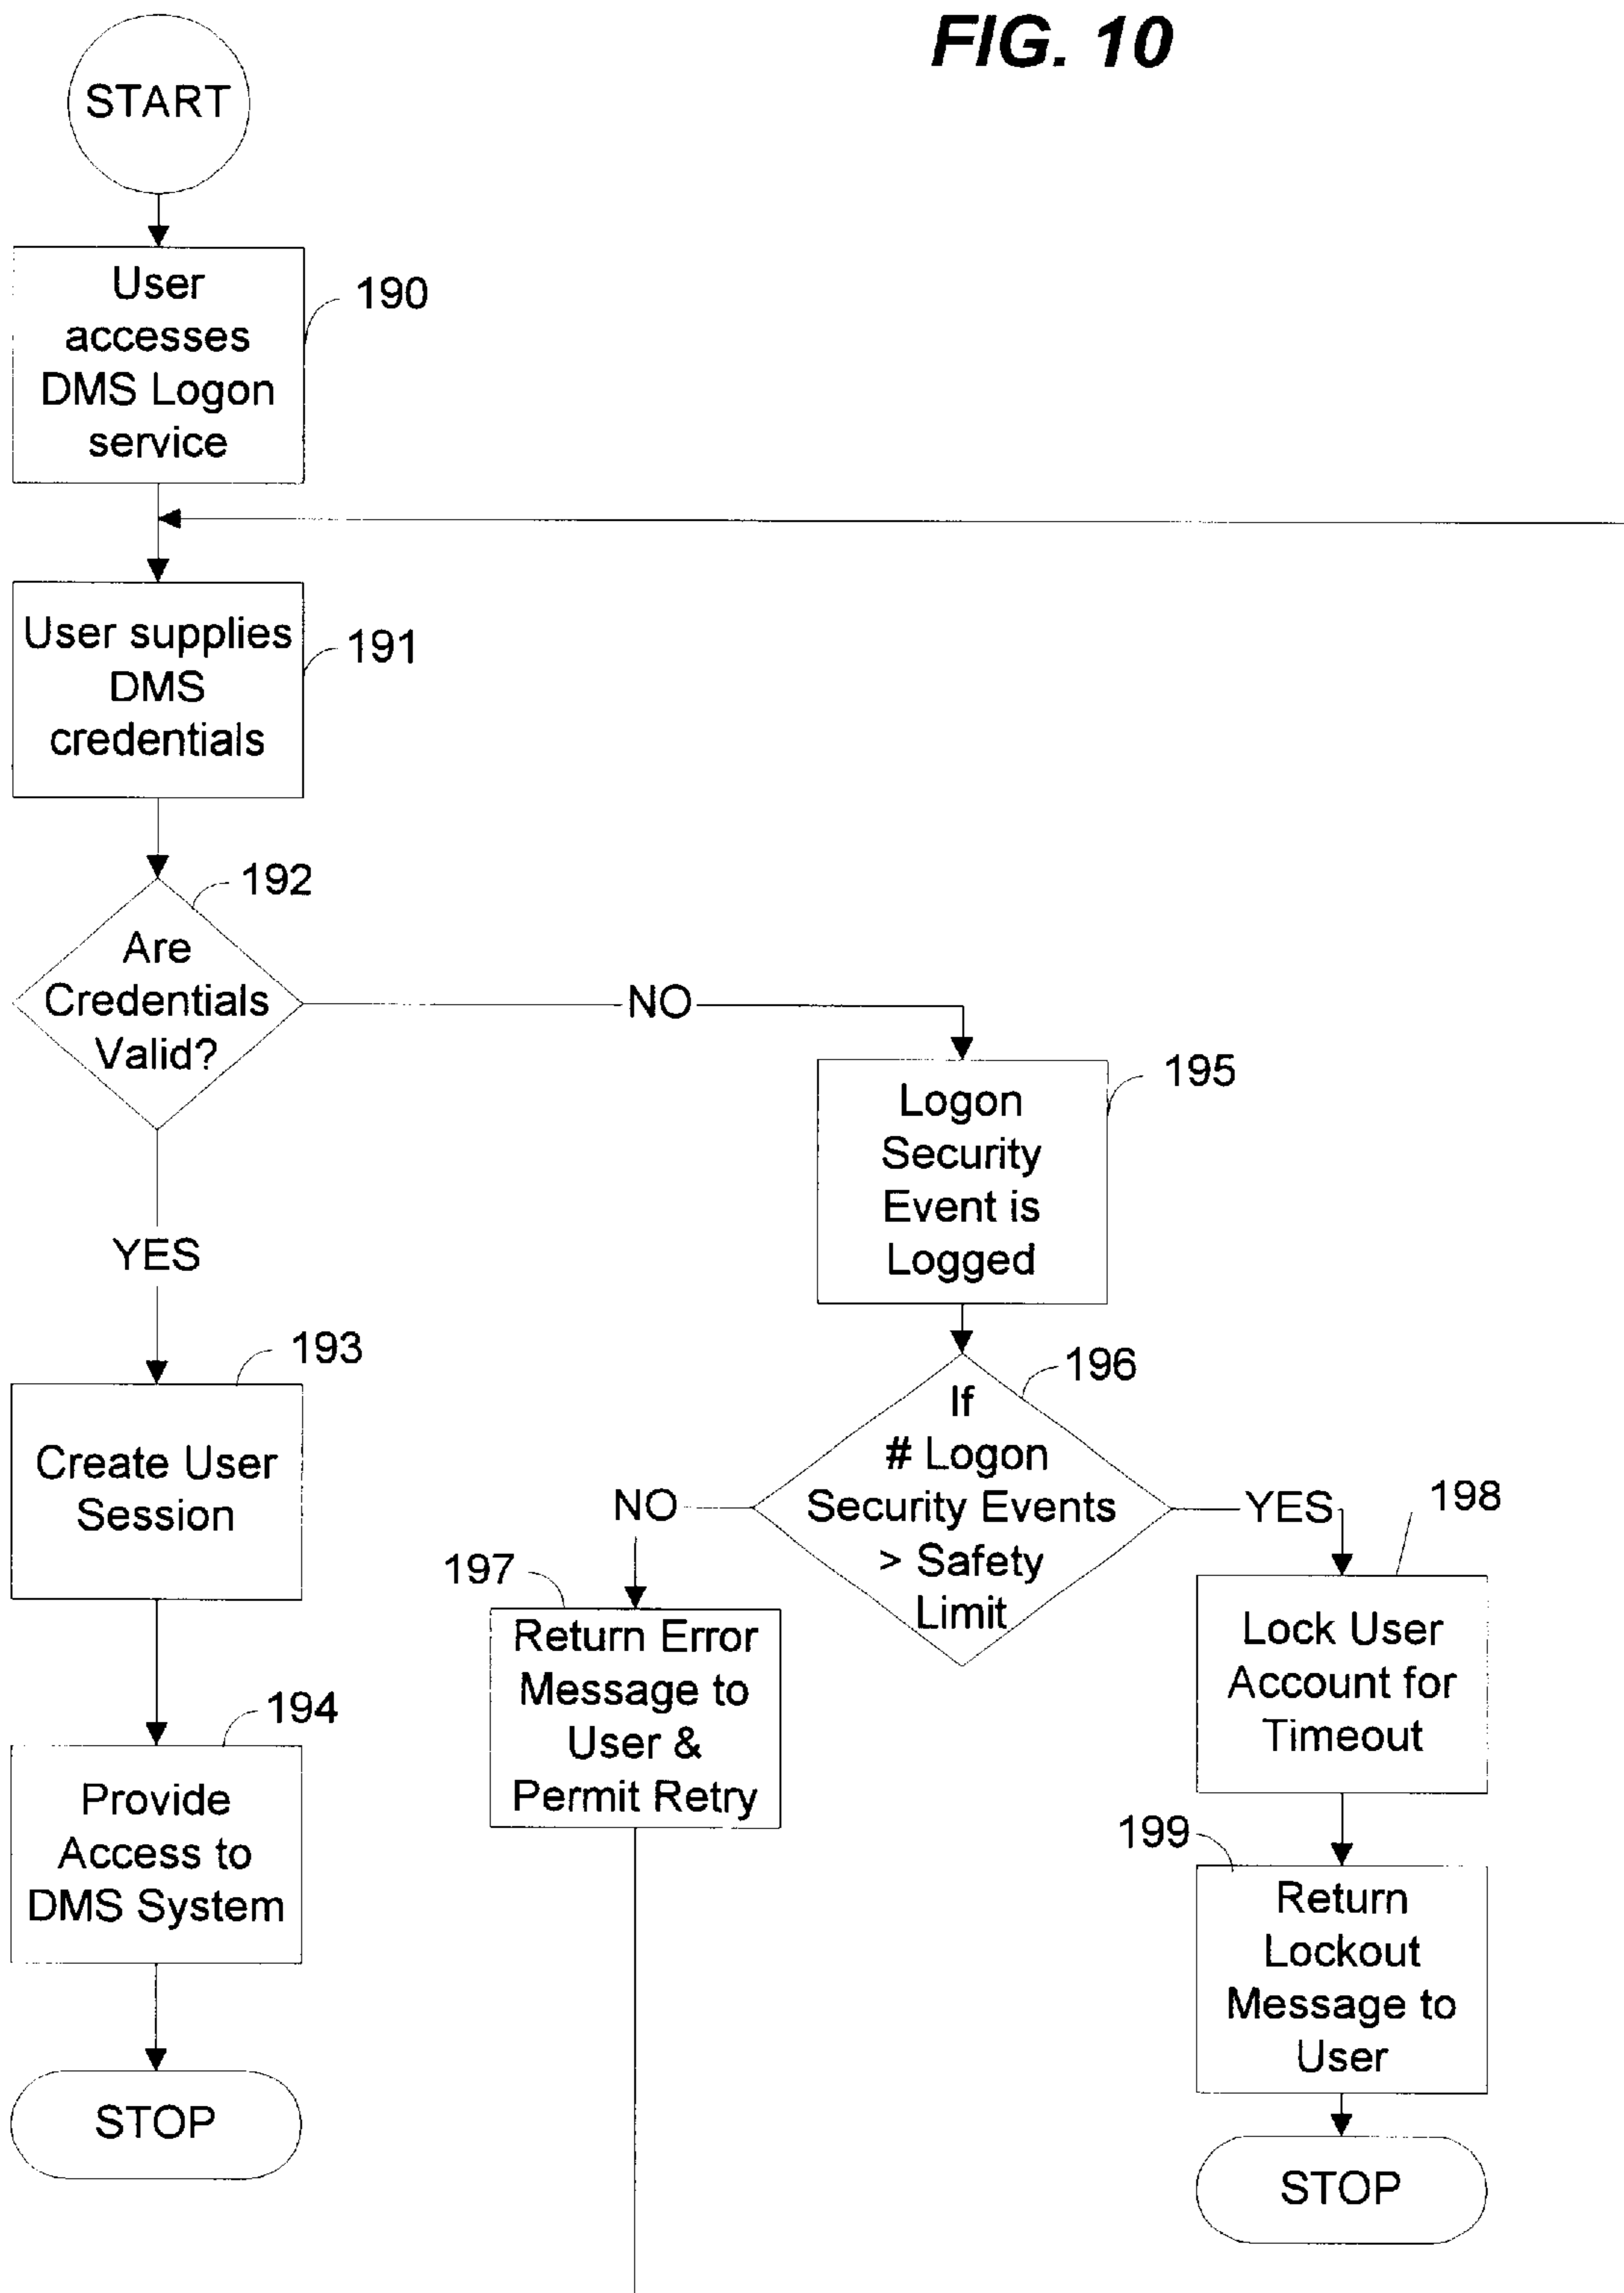 FIG. 10
START
User
accesses
DMS Logon
service
190
User supplies
DMS
credentials
191
192
Are
Credentials
Valid?
NO
YES
195
Logon
Security
Event is
Logged
193
Create User
Session
196
If
# Logon
Security Events
> Safety
Limit
NO
YES
197
Return Error
Message to
User &
Permit Retry
198
Lock User
Account for
Timeout
194
Provide
Access to
DMS System
199
Return
Lockout
Message to
User
STOP
STOP